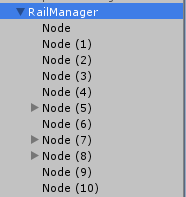 RailManager
Node
Node (1)
Node (2)
Node (3)
Node (4)
Node (5)
Node (6)
Node (7)
Node (8)
Node (9)
Node (10)